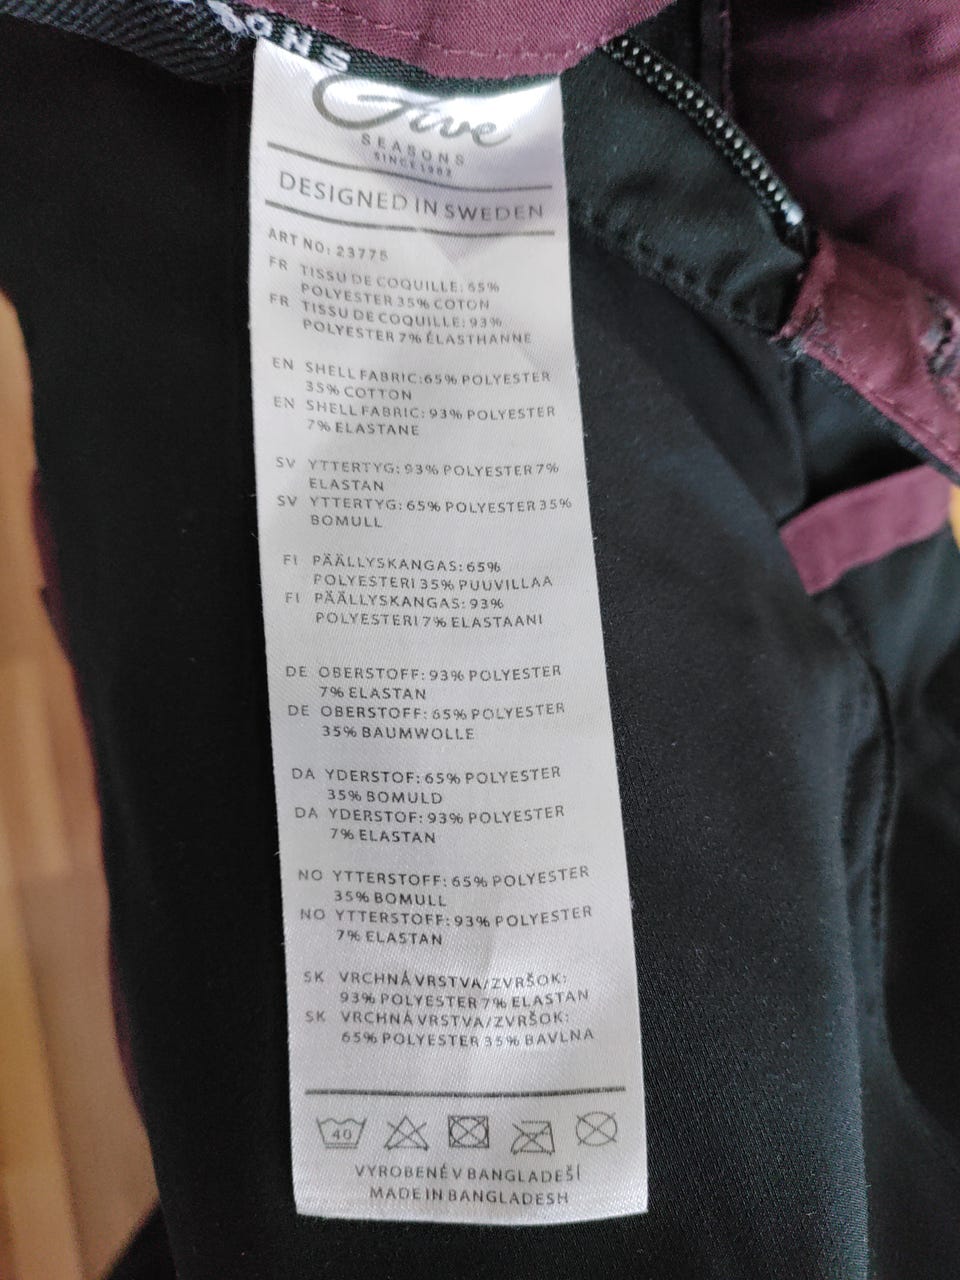 SONS
Five
SEASONS
SINCE 1982
DESIGNED IN SWEDEN
ART NO: 23775
FR TISSU DE COQUILLE: 65%
POLYESTER 35% COTON
FR TISSU DE COQUILLE: 93%
POLYESTER 7% ÉLASTHANNE
EN SHELL FABRIC: 65% POLYESTER
35% COTTON
EN SHELL FABRIC: 93% POLYESTER
7% ELASTANE
SV YTTERTYG: 93% POLYESTER 7%
ELASTAN
SV YTTERTYG: 65% POLYESTER 35%
BOMULL
FI PÄÄLLYSKANGAS: 65%
POLYESTERI 35% PUUVILLAA
FI PÄÄLLYSKANGAS: 93%
POLYESTERI 7% ELASTAANI
DE OBERSTOFF: 93% POLYESTER
7% ELASTAN
DE OBERSTOFF: 65% POLYESTER
35% BAUMWOLLE
DA YDERSTOF: 65% POLYESTER
35% BOMULD
DA YDERSTOF: 93% POLYESTER
7% ELASTAN
NO YTTERSTOFF: 65% POLYESTER
35% BOMULL
NO YTTERSTOFF: 93% POLYESTER
7% ELASTAN
SK VRCHNÁ VRSTVA/ZVRŠOK:
93% POLYESTER 7% ELASTAN
SK VRCHNÁ VRSTVA/ZVRŠOK:
65% POLYESTER 35% BAVLNA
40
VYROBENÉ V BANGLADEŠI
MADE IN BANGLADESH